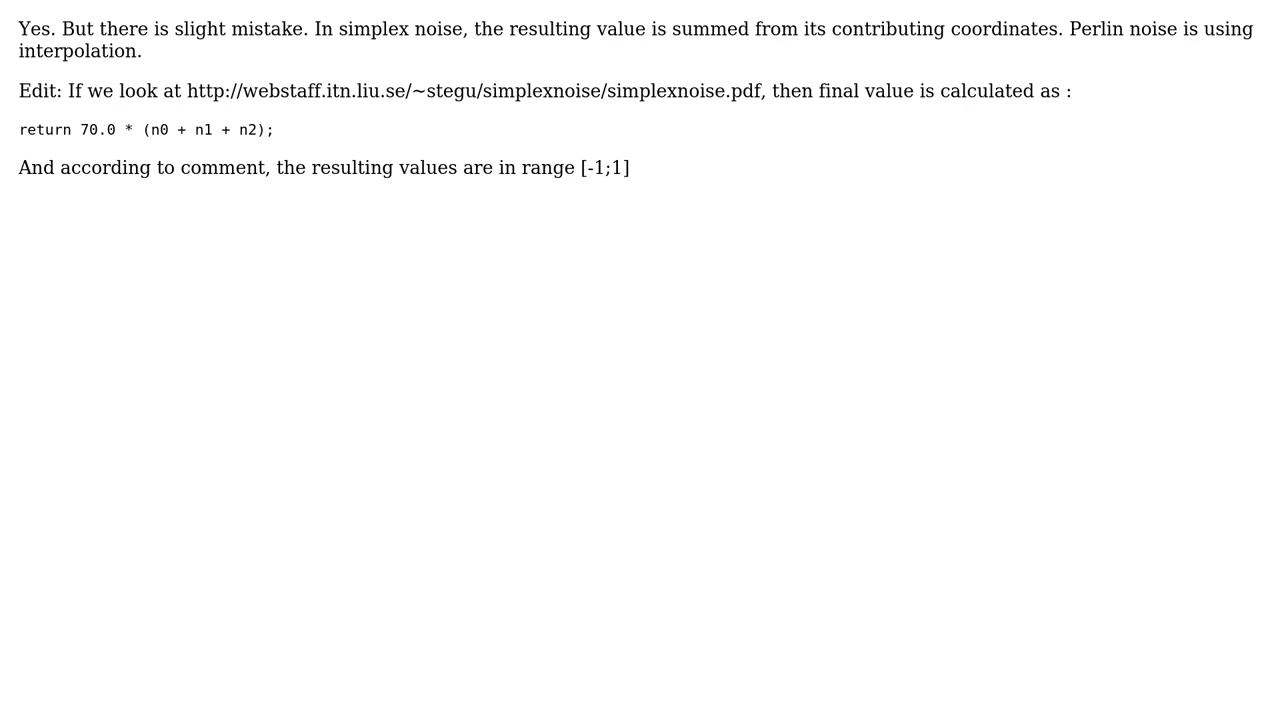 Yes. But there is slight mistake. In simplex noise, the resulting value is summed from its contributing coordinates. Perlin noise is using
interpolation.
Edit: If we look at http://webstaff.itn.liu.se/~stegu/simplexnoise/simplexnoise.pdf, then final value is calculated as :
return 70.0 * (n0 + n1 + n2);
And according to comment, the resulting values are in range [-1;1]